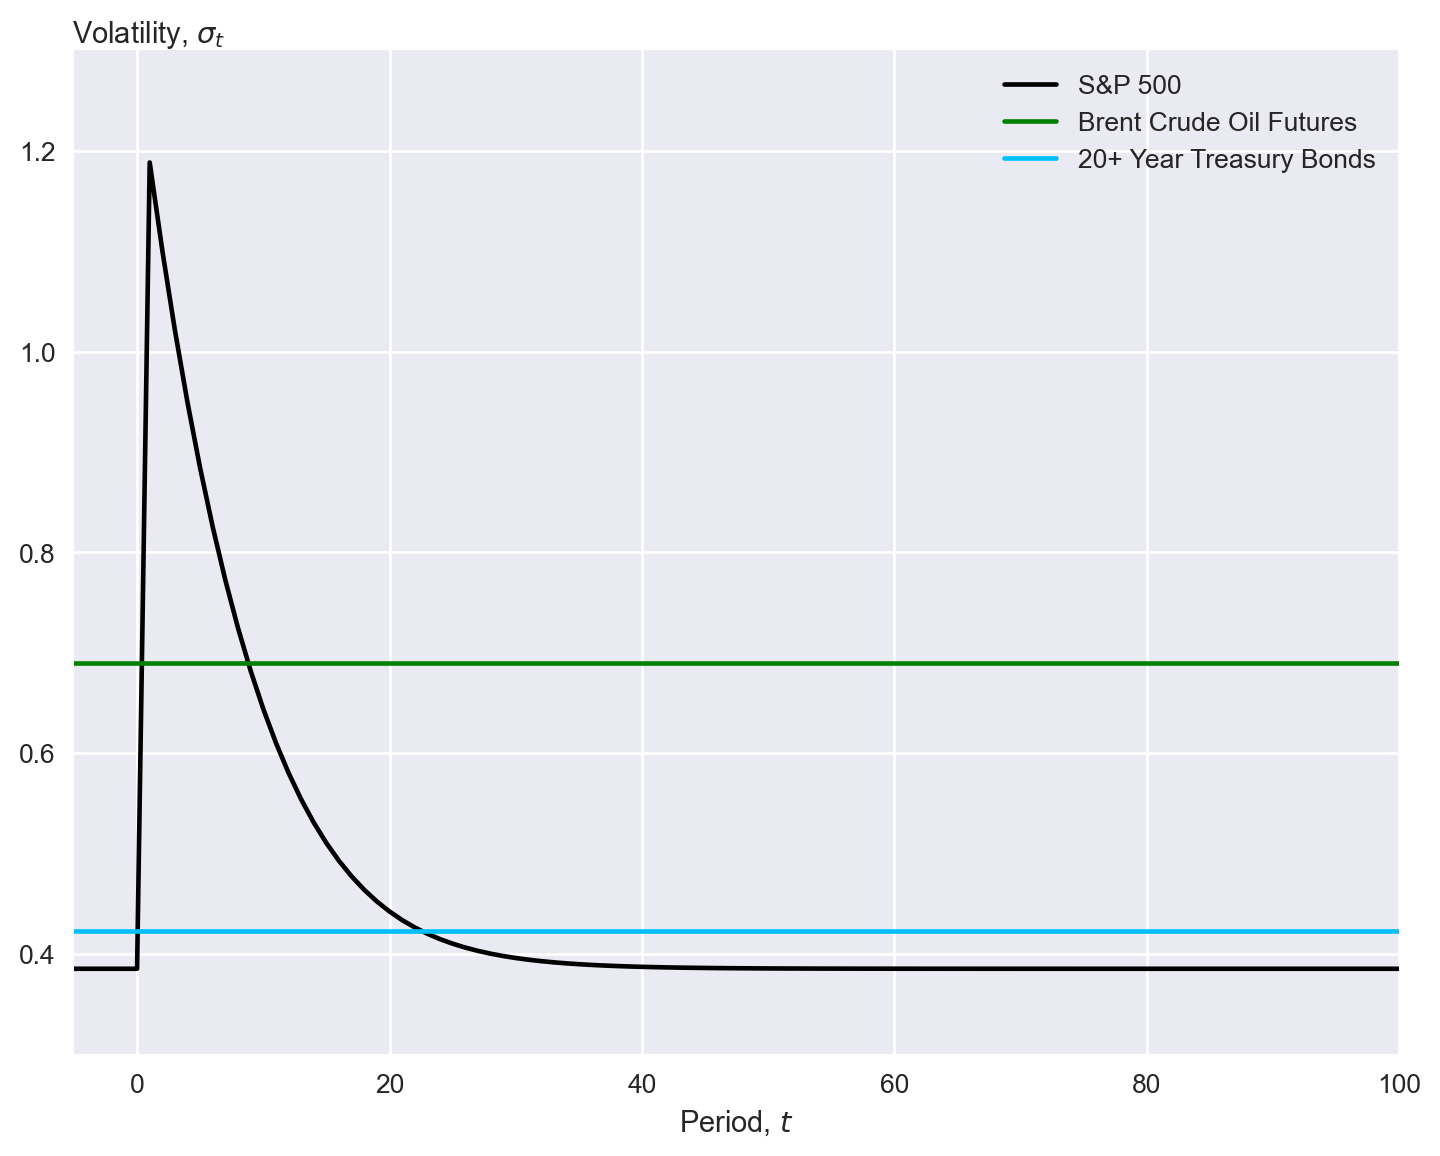 Volatility, σt
S&P 500
Brent Crude Oil Futures
20+ Year Treasury Bonds
1.2
1.0
0.8
0.6
0.4
0 20 40 60 80 100
Period, t